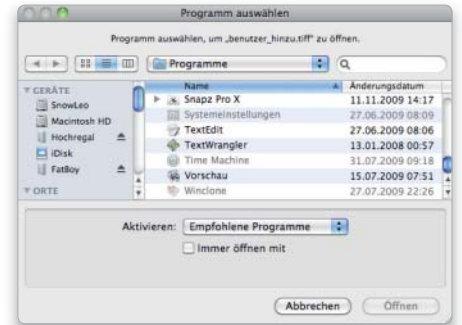 Programm auswählen
Programm auswählen, um „benutzer_hinzu.tiff" zu öffnen.
Programme
Name Änderungsdatum
GERÄTE
SnowLeo
Macintosh HD
Hochregal
iDisk
FatBoy
ORTE
Snapz Pro X 11.11.2009 14:17
Systemeinstellungen 27.06.2009 08:09
TextEdit 27.06.2009 08:06
TextWrangler 13.01.2008 00:57
Time Machine 31.07.2009 09:18
Vorschau 15.07.2009 07:51
Winclone 27.07.2009 22:26
Aktivieren: Empfohlene Programme
Immer öffnen mit
Abbrechen Öffnen